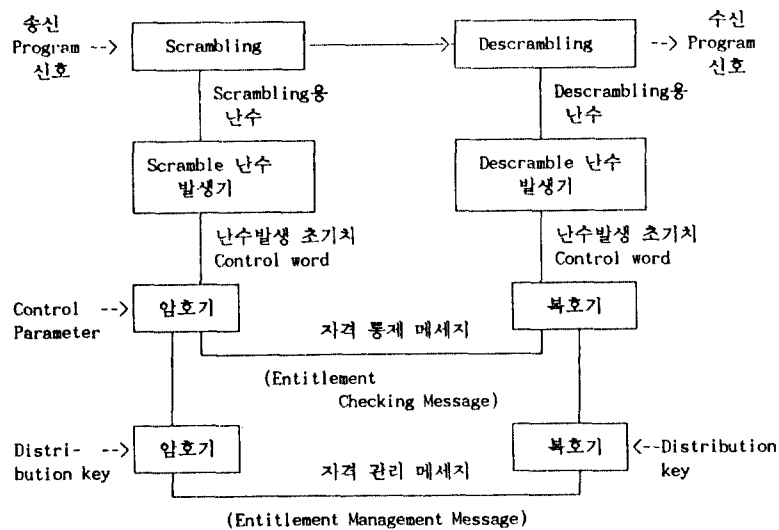 송신
Program -->
신호
Scrambling
Descrambling
--> 수신
Program
신호
Scrambling용
난수
Descrambling용
난수
Scramble 난수
발생기
Descramble 난수
발생기
난수발생 초기치
Control word
난수발생 초기치
Control word
Control -->
Parameter
암호기
복호기
자격 통제 메세지
(Entitlement
Checking Message)
Distri- -->
bution key
암호기
복호기
<--Distribution
key
자격 관리 메세지
(Entitlement Management Message)